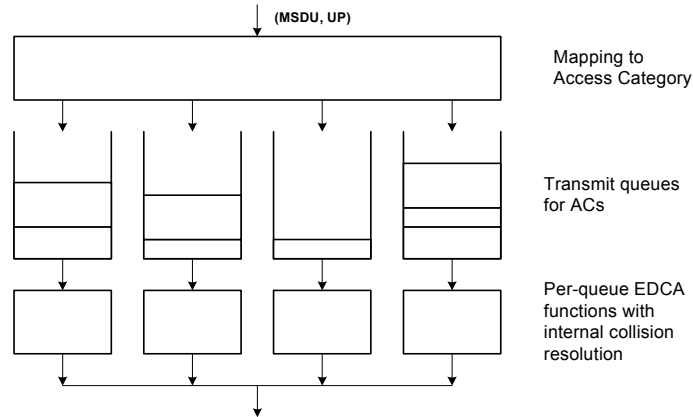 (MSDU, UP)
Mapping to
Access Category
Transmit queues
for ACs
Per-queue EDCA
functions with
internal collision
resolution